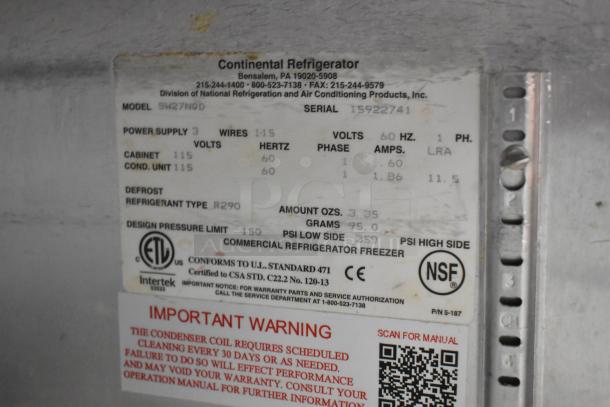 Continental Refrigerator
Bensalem, PA 19020-5908
215-244-1400 · 800-523-7138 · FAX: 215-244-9579
Division of National Refrigeration and Air Conditioning Products, Inc.
MODEL SW27NGD SERIAL 15922741
POWER SUPPLY 3 WIRES 115 VOLTS 60 HZ. 1 PH.
VOLTS HERTZ PHASE AMPS. LRA
CABINET 115 60 1 .60
COND. UNIT 115 60 1 1.86 11.5
DEFROST
REFRIGERANT TYPE R290 AMOUNT OZS. 3.35
GRAMS 95.0
DESIGN PRESSURE LIMIT 150 PSI LOW SIDE 350 PSI HIGH SIDE
COMMERCIAL REFRIGERATOR FREEZER
ETL
C US
Intertek
CONFORMS TO U.L. STANDARD 471
Certified to CSA STD. C22.2 No. 120-13
CE
NSF
IMPORTANT NOTICE: FOR WARRANTY PARTS AND SERVICE AUTHORIZATION
CALL THE SERVICE DEPARTMENT AT 1-800-523-7138
P/N 5-187
IMPORTANT WARNING
THE CONDENSER COIL REQUIRES SCHEDULED
CLEANING EVERY 30 DAYS OR AS NEEDED.
FAILURE TO DO SO WILL EFFECT PERFORMANCE
AND MAY VOID YOUR WARRANTY. CONSULT YOUR
OPERATION MANUAL FOR FURTHER INFORMATION
SCAN FOR MANUAL
1
2
3
4